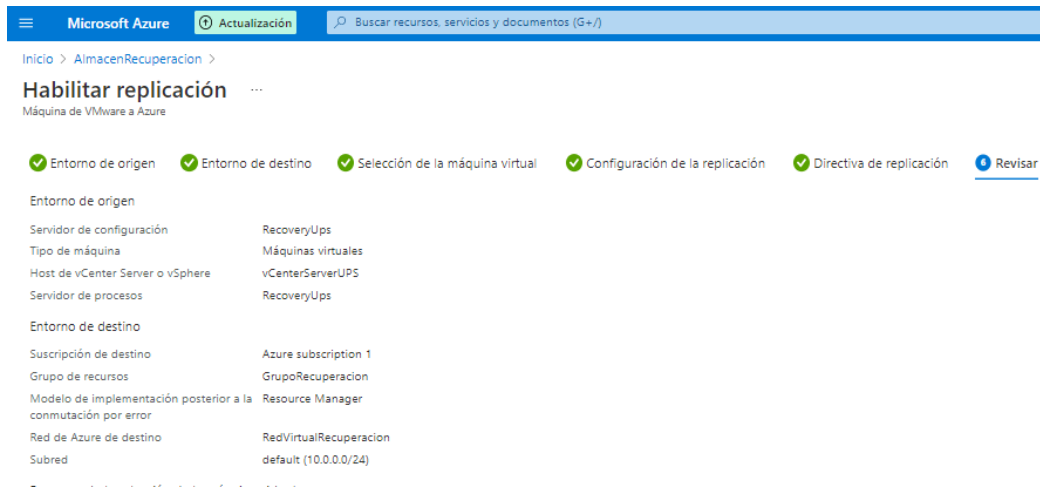 Microsoft Azure
Actualización
Buscar recursos, servicios y documentos (G+/)
Inicio > AlmacenRecuperacion >
Habilitar replicación ...
Máquina de VMware a Azure
Entorno de origen
Entorno de destino
Selección de la máquina virtual
Configuración de la replicación
Directiva de replicación
6 Revisar
Entorno de origen
Servidor de configuración RecoveryUps
Tipo de máquina Máquinas virtuales
Host de vCenter Server o vSphere vCenterServerUPS
Servidor de procesos RecoveryUps
Entorno de destino
Suscripción de destino Azure subscription 1
Grupo de recursos GrupoRecuperacion
Modelo de implementación posterior a la Resource Manager
conmutación por error
Red de Azure de destino RedVirtualRecuperacion
Subred default (10.0.0.0/24)